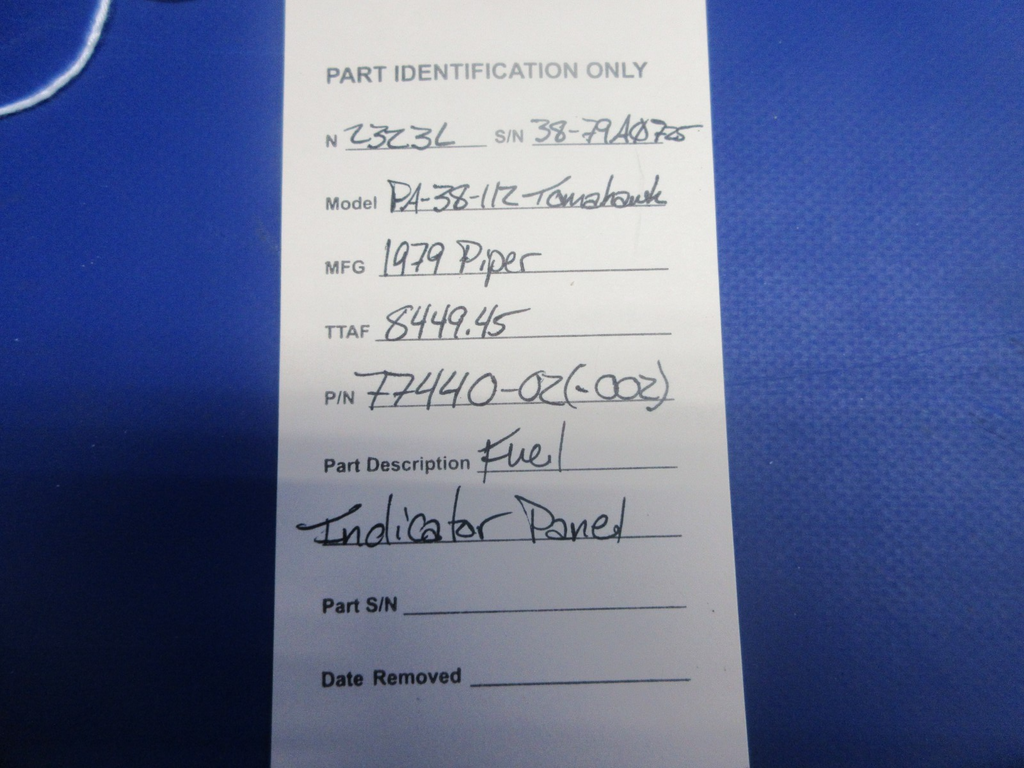 PART IDENTIFICATION ONLY
N 2323L S/N 38-79A0725
Model PA-38-112 Tomahawk
MFG 1979 Piper
TTAF 8449.45
P/N 77440-02(-002)
Part Description Fuel
Indicator Panel
Part S/N
Date Removed